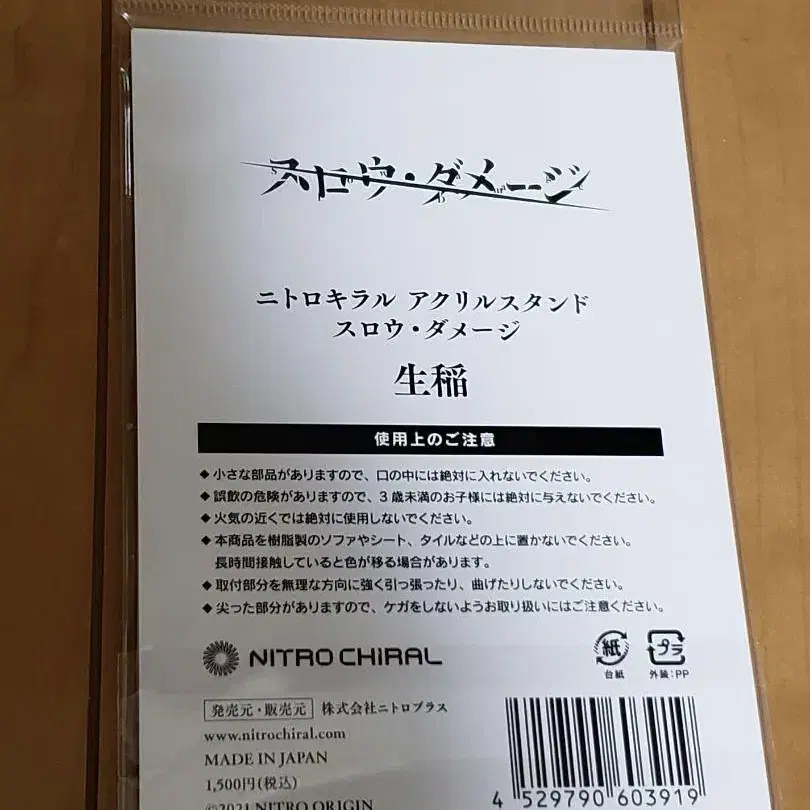 スロウ・ダメージ
ニトロキラル アクリルスタンド
スロウ・ダメージ
生稲
使用上のご注意
◆小さな部品がありますので、口の中には絶対に入れないでください。
◆誤飲の危険がありますので、3歳未満のお子様には絶対に与えないでください。
◆火気の近くでは絶対に使用しないでください。
◆本商品を樹脂製のソファやシート、タイルなどの上に置かないでください。
長時間接触していると色が移る場合があります。
◆取付部分を無理な方向に強く引っ張ったり、曲げたりしないでください。
◆尖った部分がありますので、ケガをしないようお取り扱いにはご注意ください。
NITRO CHiRAL
紙
台紙
プラ
外装:PP
発売元・販売元 株式会社ニトロプラス
www.nitrochiral.com
MADE IN JAPAN
1,500円(税込)
©2021 NITRO ORIGIN
4 529790 603919